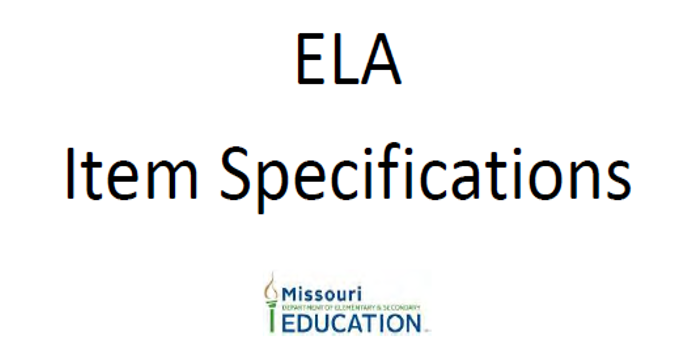 ELA
Item Specifications
Missouri
DEPARTMENT OF ELEMENTARY & SECONDARY
EDUCATION